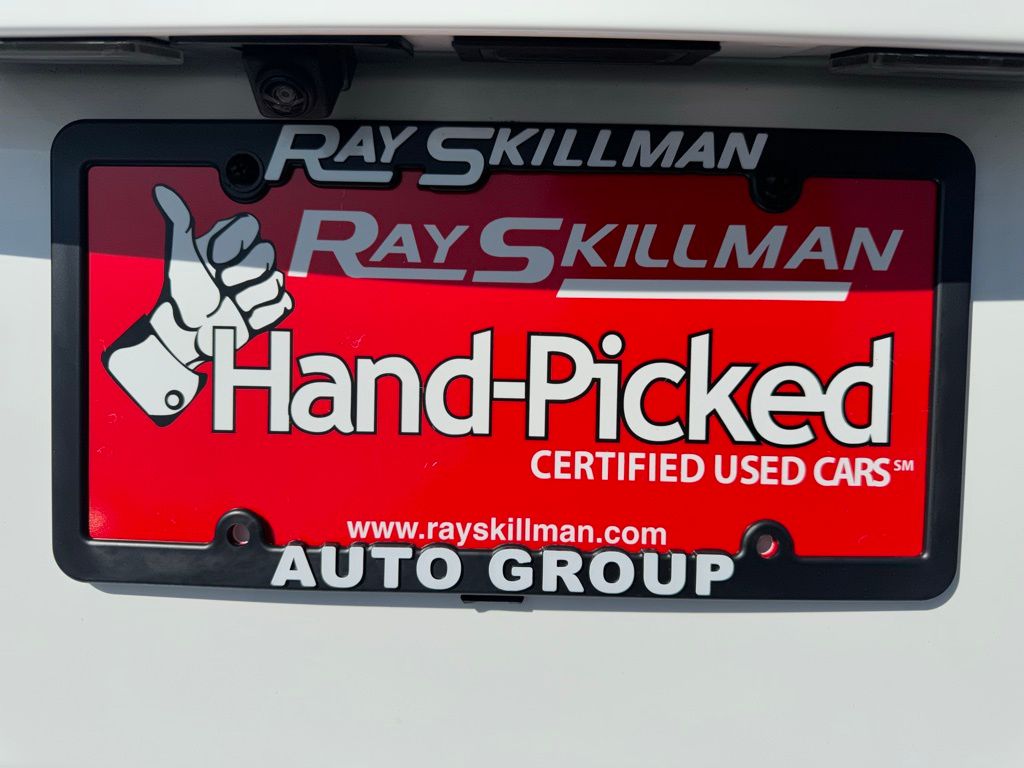 RAY SKILLMAN
RAY SKILLMAN
Hand-Picked
CERTIFIED USED CARS℠
www.rayskillman.com
AUTO GROUP